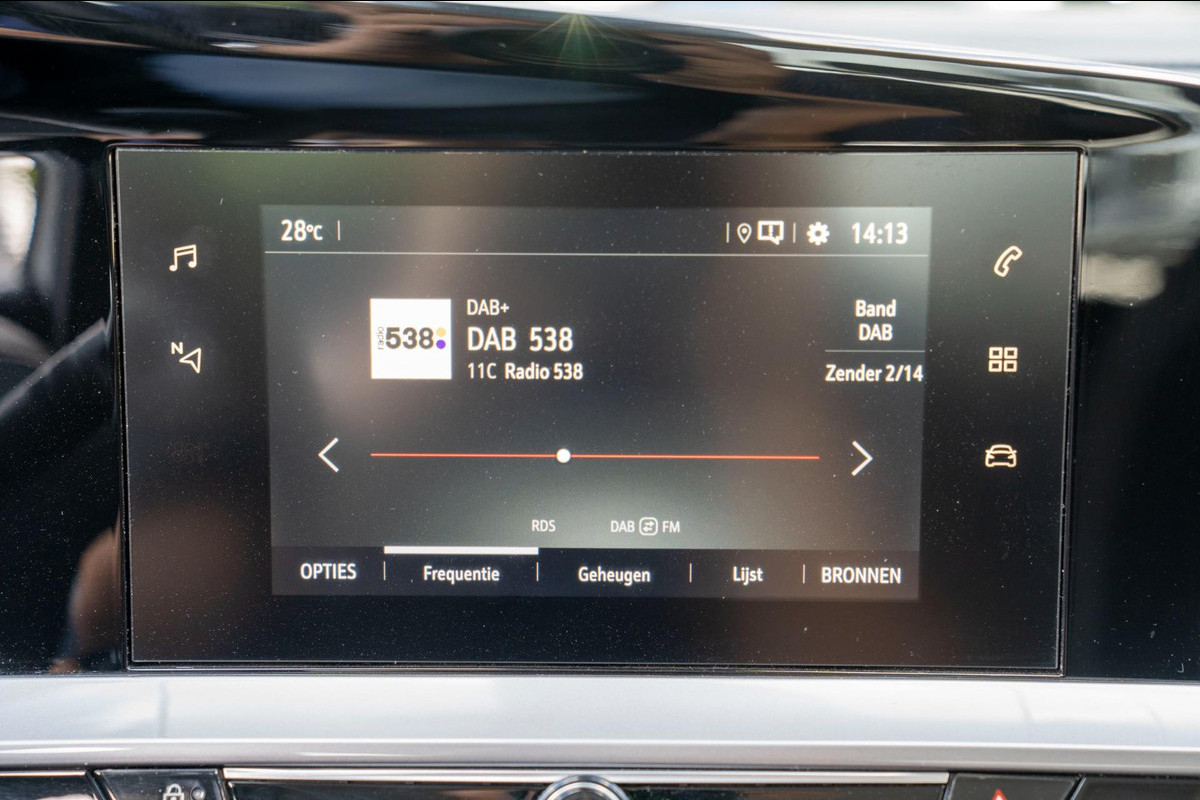 28°C
14:13
DAB+
radio 538
DAB 538
11C Radio 538
Band
DAB
Zender 2/14
N
RDS
DAB FM
OPTIES
Frequentie
Geheugen
Lijst
BRONNEN